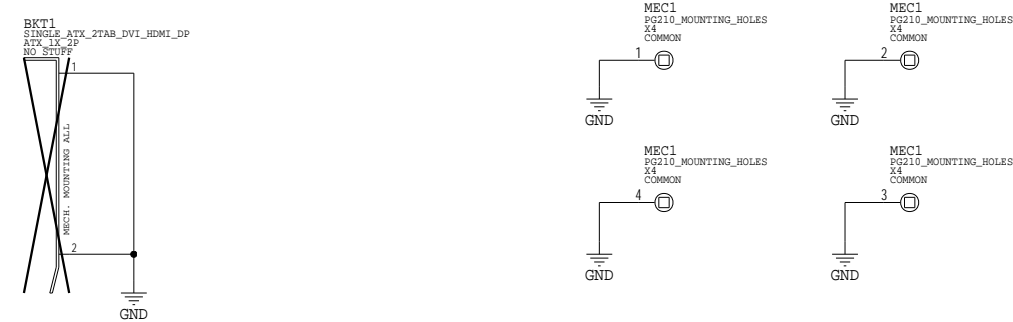 BKT1
SINGLE_ATX_2TAB_DVI_HDMI_DP
ATX_1X_2P
NO STUFF
1
MECH. MOUNTING ALL
2
GND
MEC1
PG210_MOUNTING_HOLES
X4
COMMON
1
GND
MEC1
PG210_MOUNTING_HOLES
X4
COMMON
2
GND
MEC1
PG210_MOUNTING_HOLES
X4
COMMON
4
GND
MEC1
PG210_MOUNTING_HOLES
X4
COMMON
3
GND